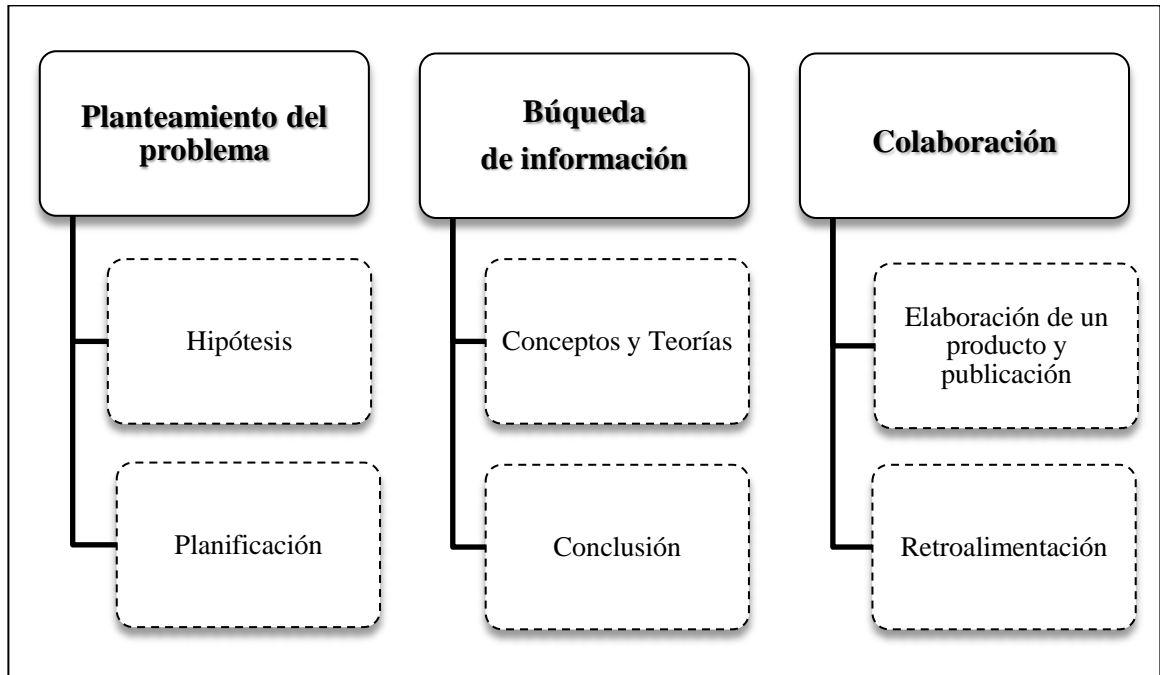 Planteamiento del
problema
Hipótesis
Planificación
Búqueda
de información
Conceptos y Teorías
Conclusión
Colaboración
Elaboración de un
producto y
publicación
Retroalimentación